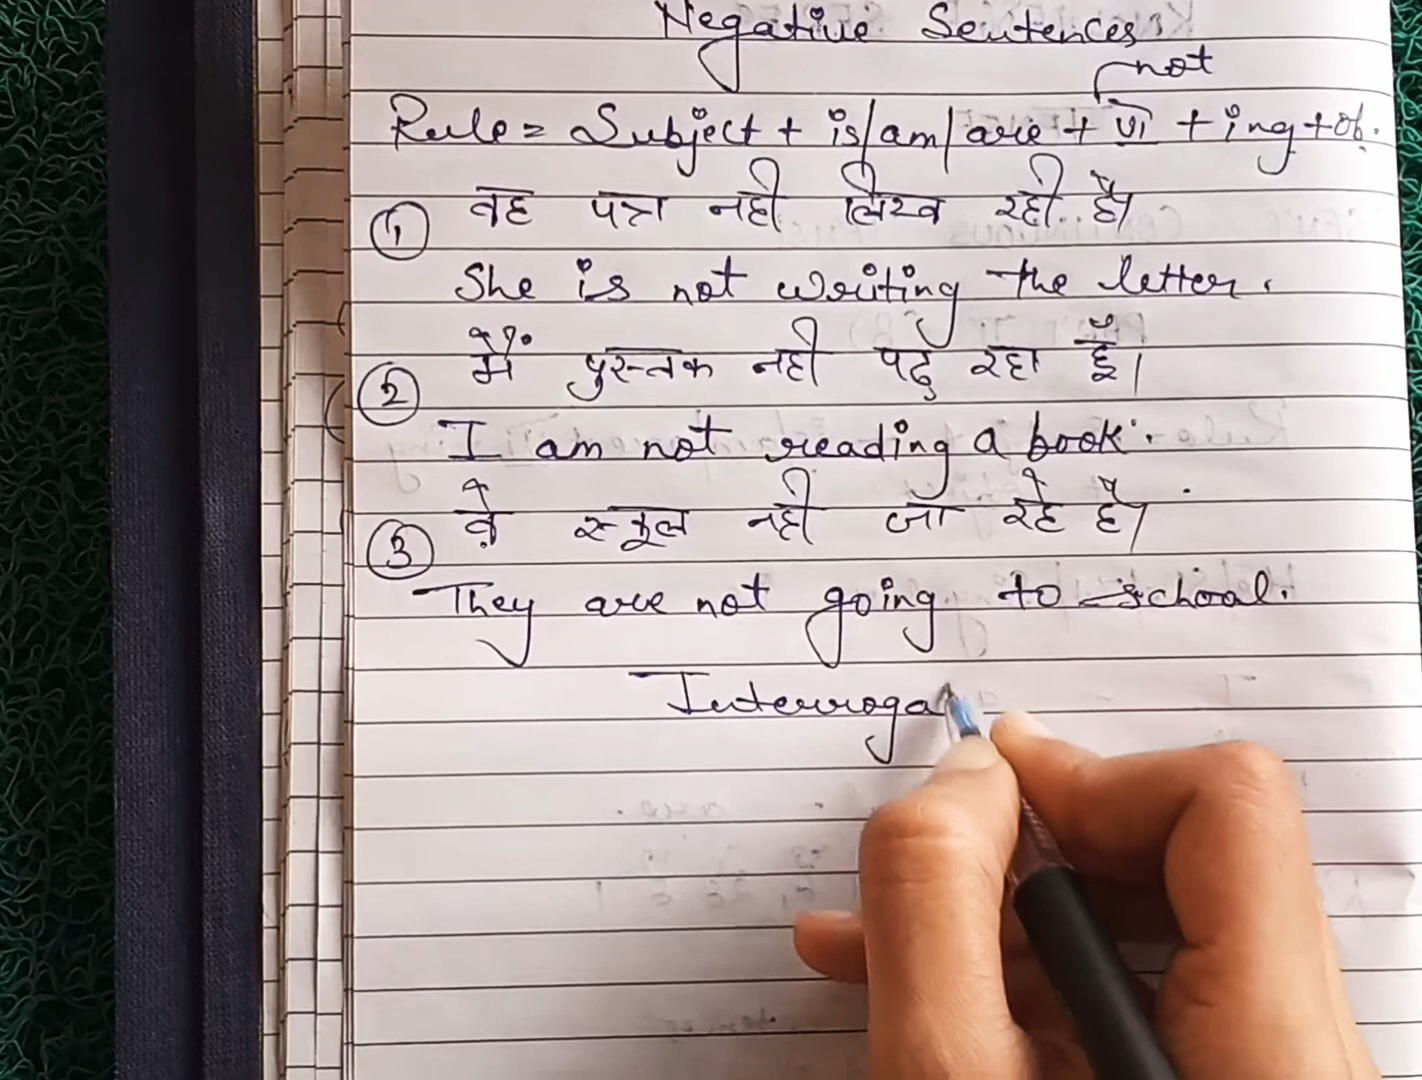 Negative Sentences
not
Rule = Subject + is/am/are + V1 + ing + ob.
① वह पत्र नही लिख रही है।
She is not writing the letter.
② मैं पुस्तक नही पढ़ रहा हूँ।
I am not reading a book.
③ वे स्कूल नही जा रहे है।
They are not going to school.
Interroga